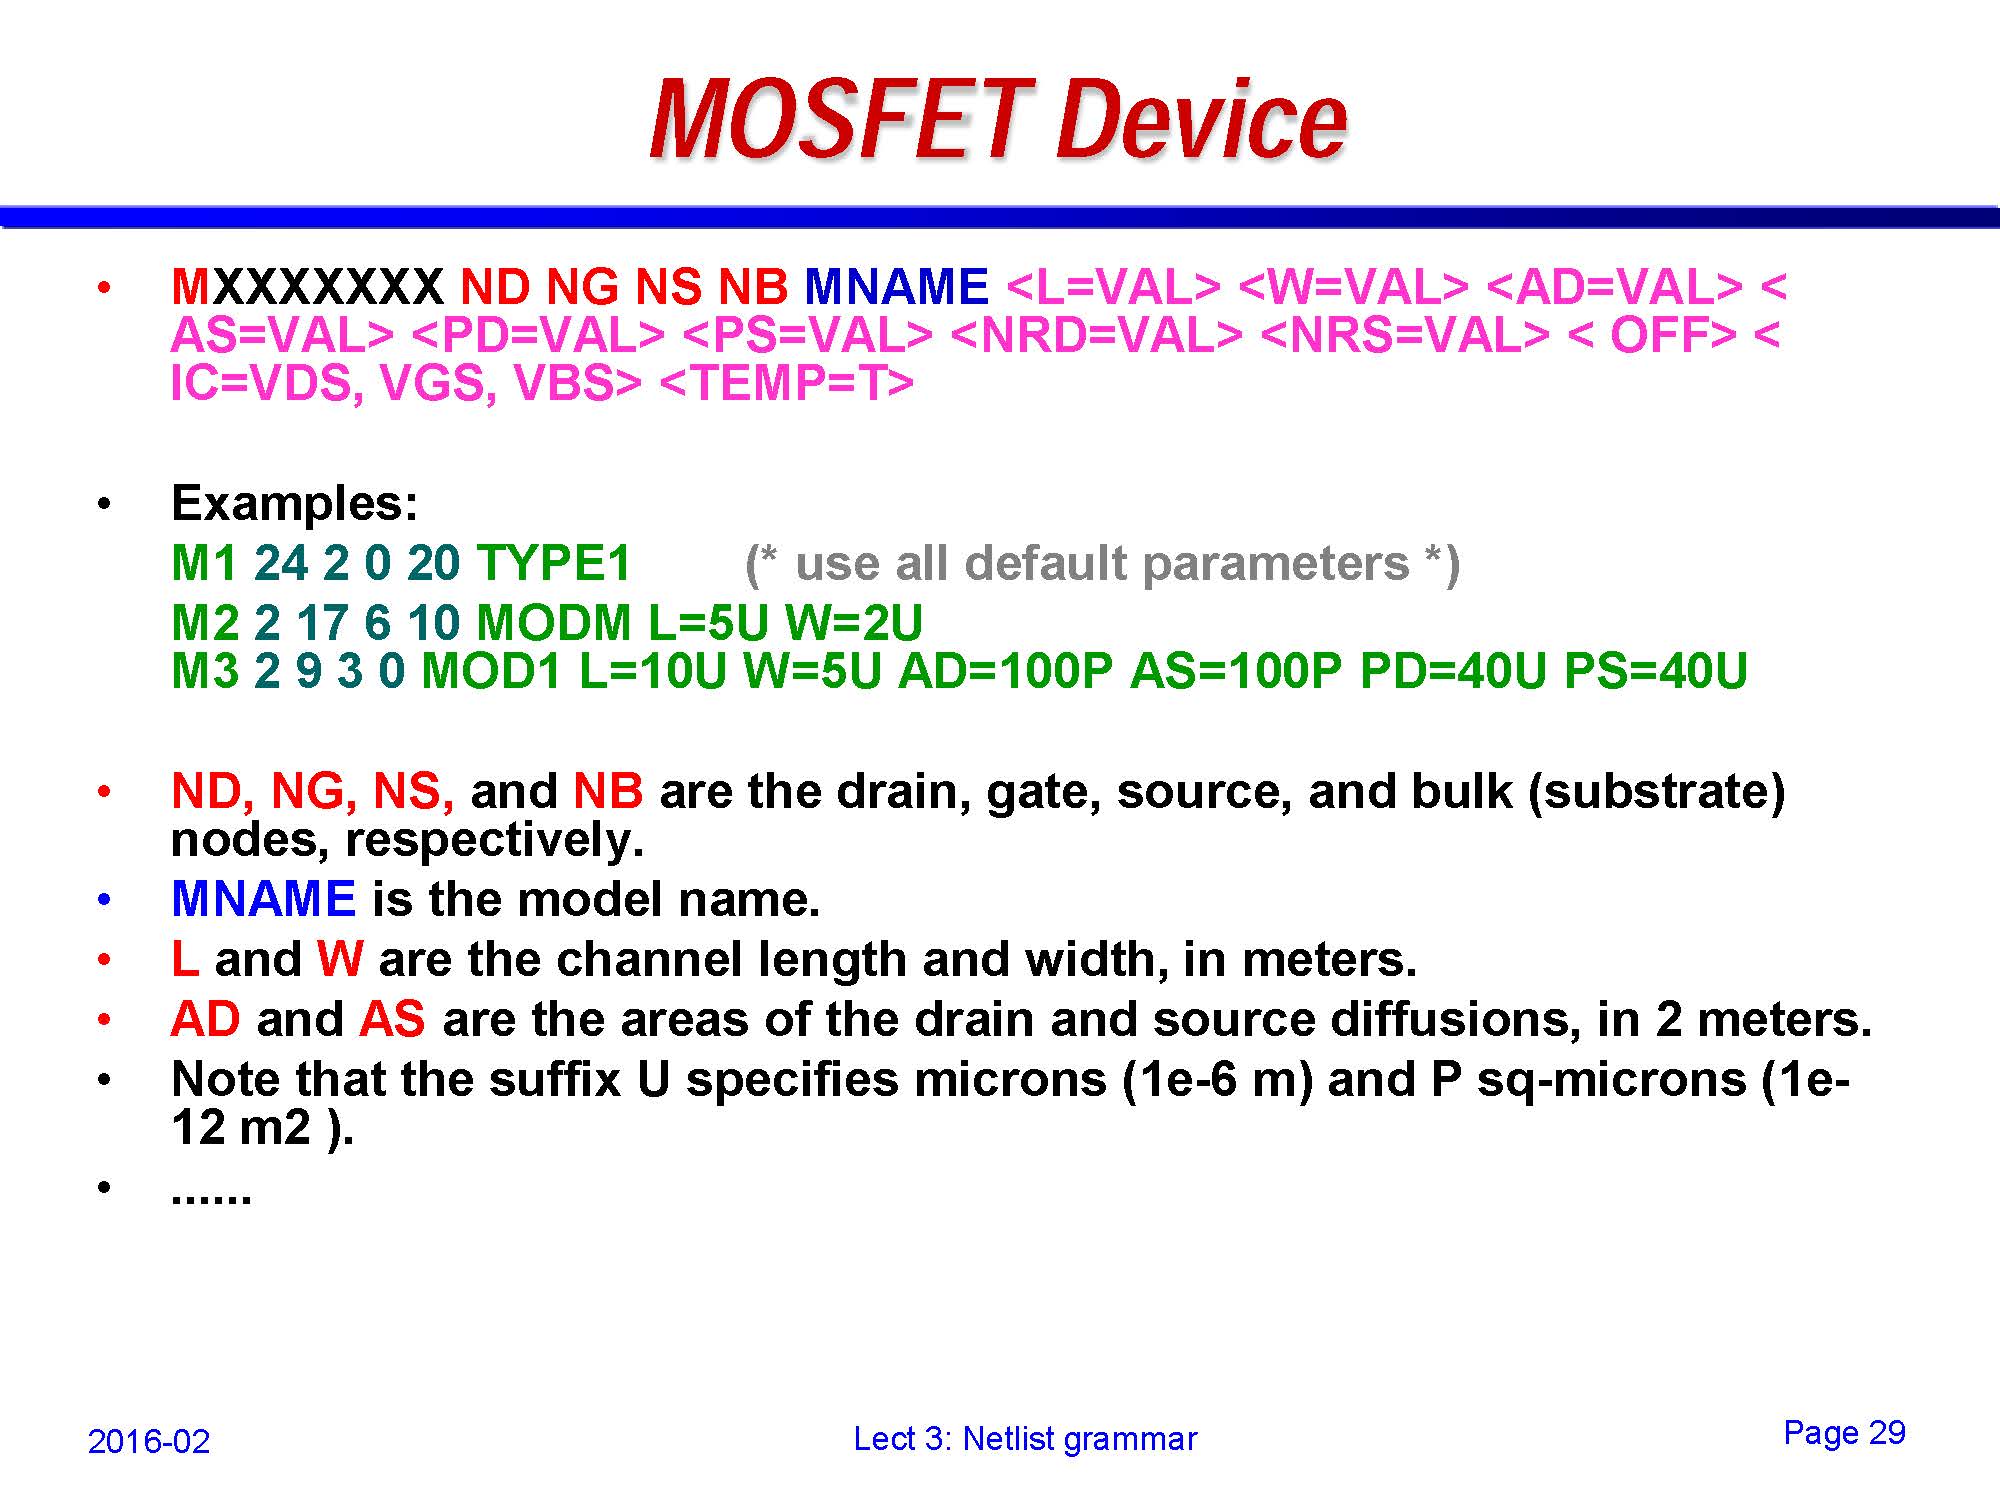 MOSFET Device
• MXXXXXXX ND NG NS NB MNAME <L=VAL> <W=VAL> <AD=VAL> <
AS=VAL> <PD=VAL> <PS=VAL> <NRD=VAL> <NRS=VAL> < OFF> <
IC=VDS, VGS, VBS> <TEMP=T>
• Examples:
M1 24 2 0 20 TYPE1 (* use all default parameters *)
M2 2 17 6 10 MODM L=5U W=2U
M3 2 9 3 0 MOD1 L=10U W=5U AD=100P AS=100P PD=40U PS=40U
• ND, NG, NS, and NB are the drain, gate, source, and bulk (substrate)
nodes, respectively.
• MNAME is the model name.
• L and W are the channel length and width, in meters.
• AD and AS are the areas of the drain and source diffusions, in 2 meters.
• Note that the suffix U specifies microns (1e-6 m) and P sq-microns (1e-
12 m2 ).
• ......
2016-02
Lect 3: Netlist grammar
Page 29